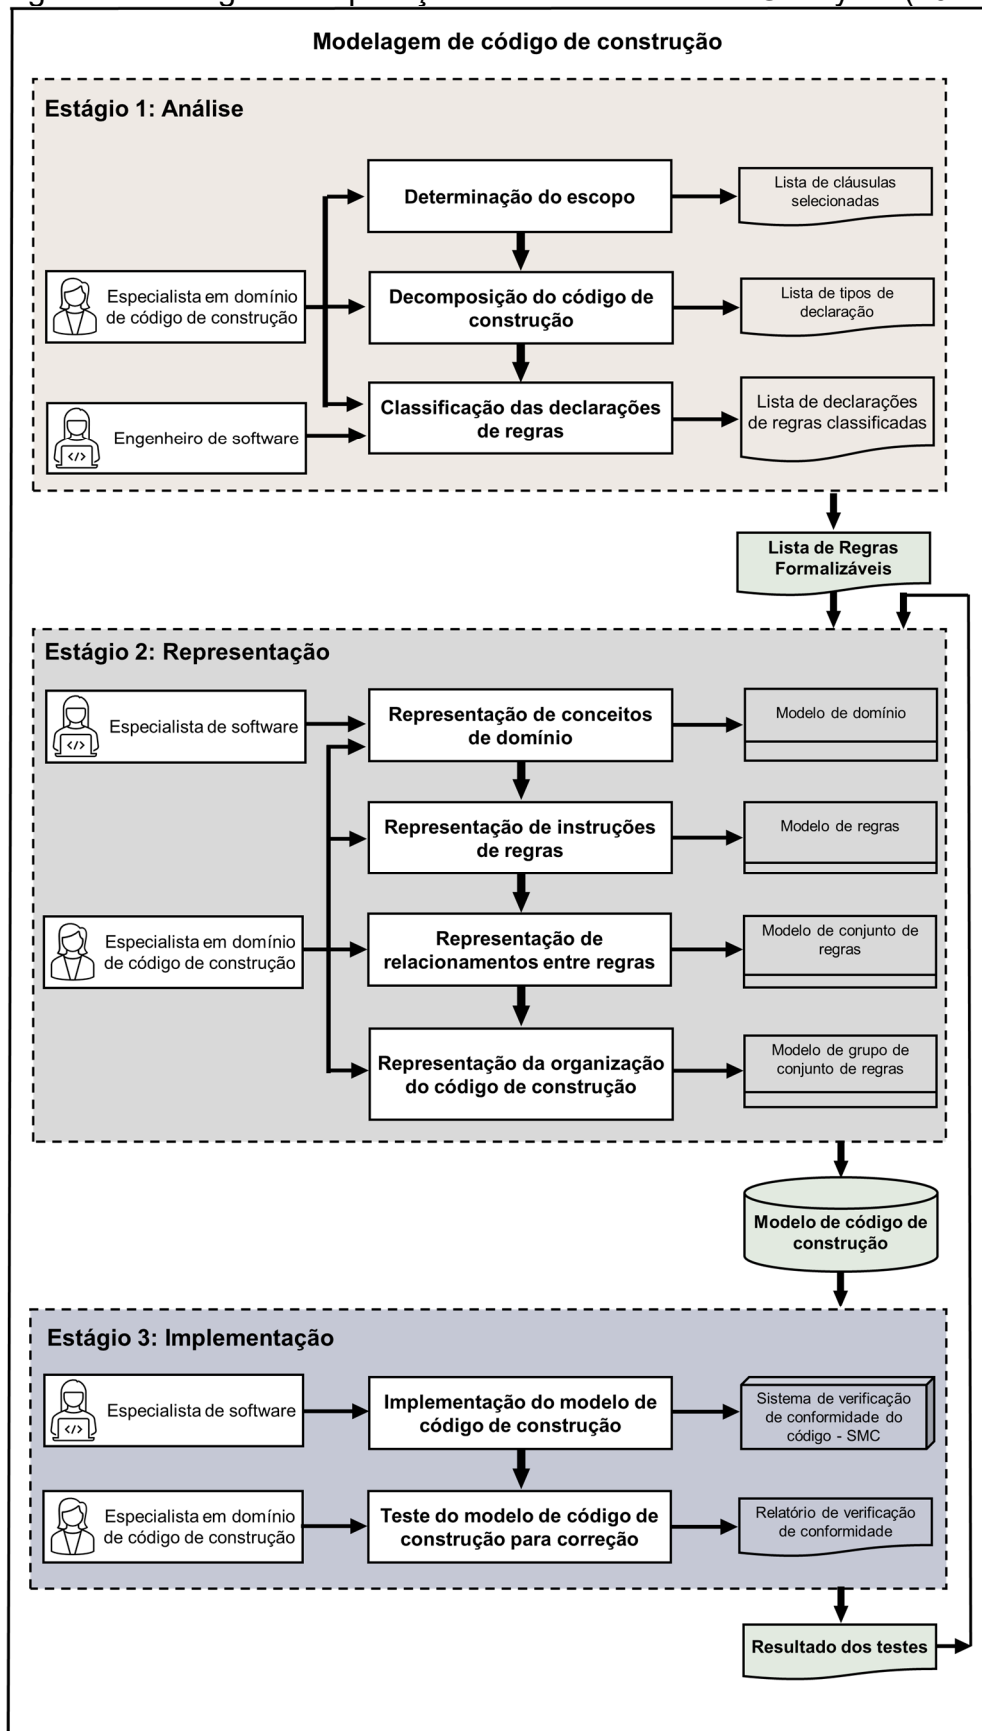 Modelagem de código de construção
Estágio 1: Análise
Determinação do escopo
Lista de cláusulas
selecionadas
Especialista em domínio
de código de construção
Decomposição do código de
construção
Lista de tipos de
declaração
Engenheiro de software
Classificação das declarações
de regras
Lista de declarações
de regras classificadas
Lista de Regras
Formalizáveis
Estágio 2: Representação
Especialista de software
Representação de conceitos
de domínio
Modelo de domínio
Representação de instruções
de regras
Modelo de regras
Especialista em domínio
de código de construção
Representação de
relacionamentos entre regras
Modelo de conjunto de
regras
Representação da organização
do código de construção
Modelo de grupo de
conjunto de regras
Modelo de código de
construção
Estágio 3: Implementação
Especialista de software
Implementação do modelo de
código de construção
Sistema de verificação
de conformidade do
código - SMC
Especialista em domínio
de código de construção
Teste do modelo de código de
construção para correção
Relatório de verificação
de conformidade
Resultado dos testes